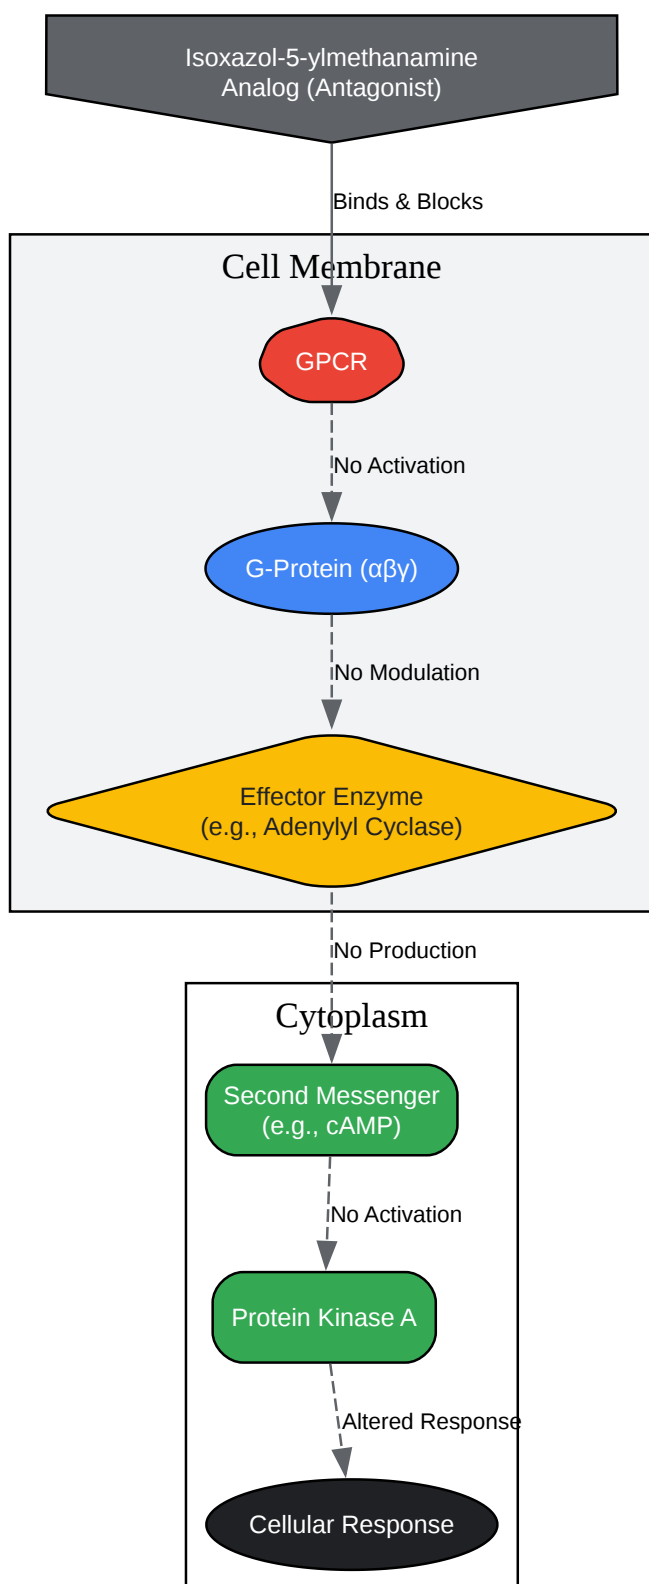 Isoxazol-5-ylmethanamine
Analog (Antagonist)
Binds & Blocks
Cell Membrane
GPCR
No Activation
G-Protein (αβγ)
No Modulation
Effector Enzyme
(e.g., Adenylyl Cyclase)
No Production
Cytoplasm
Second Messenger
(e.g., cAMP)
No Activation
Protein Kinase A
Altered Response
Cellular Response